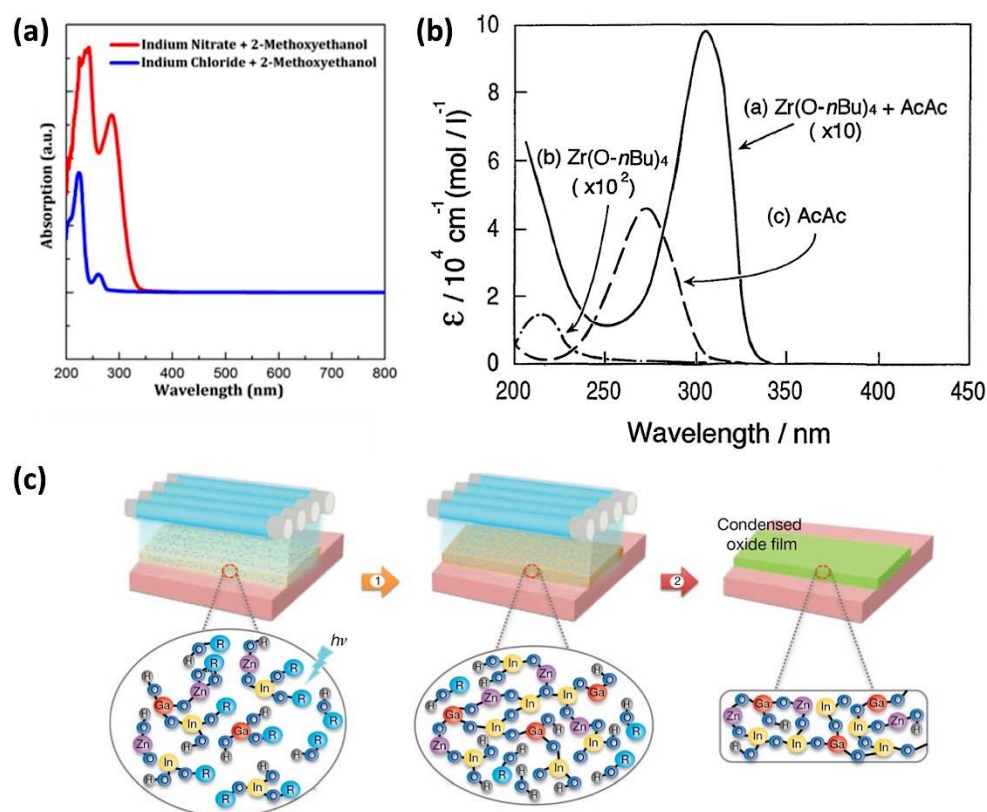 (a)
Indium Nitrate + 2-Methoxyethanol
Indium Chloride + 2-Methoxyethanol
Absorption (a.u.)
200 300 400 500 600 700 800
Wavelength (nm)
(b)
10
8
6
4
2
0
ε / 10⁴ cm⁻¹ (mol / l)⁻¹
(a) Zr(O-nBu)₄ + AcAc
( x10)
(b) Zr(O-nBu)₄
( x10²)
(c) AcAc
200 250 300 350 400 450
Wavelength / nm
(c)
1
2
Condensed
oxide film
hν